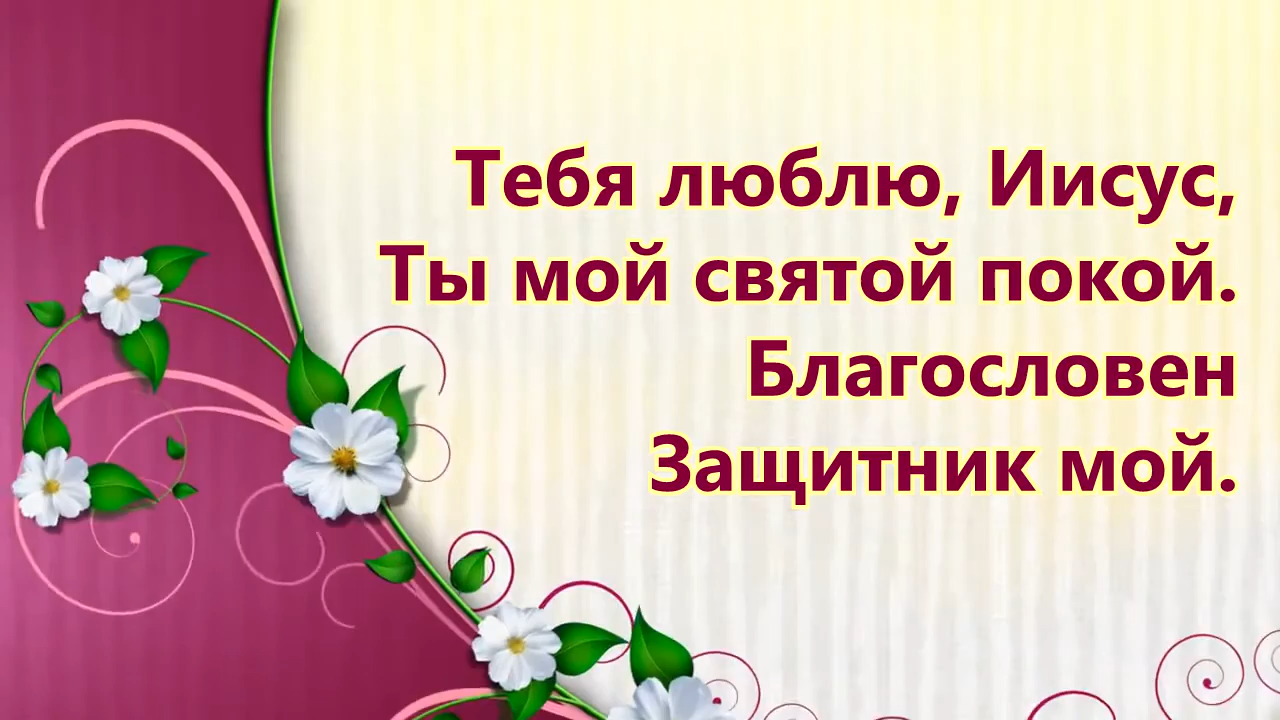 Тебя люблю, Иисус,
Ты мой святой покой.
Благословен
Защитник мой.